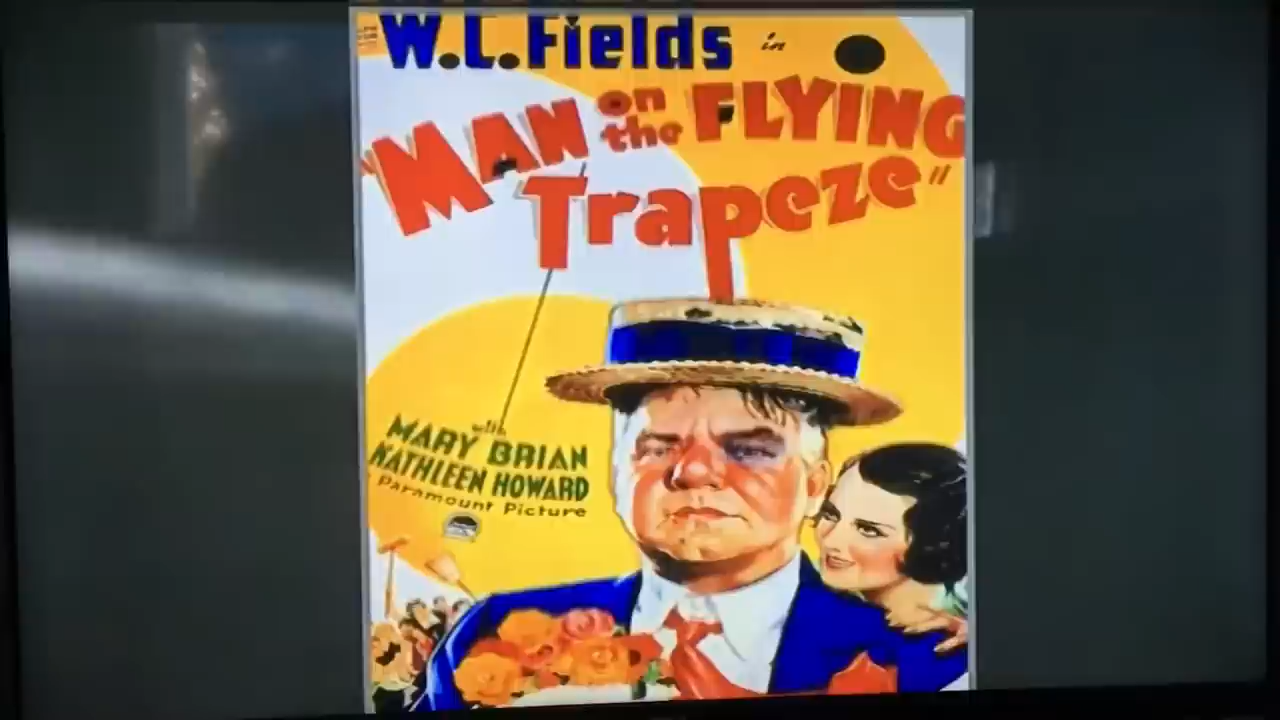 W.C. Fields in
"MAN on the FLYING
Trapeze"
with
MARY BRIAN
KATHLEEN HOWARD
Paramount Picture